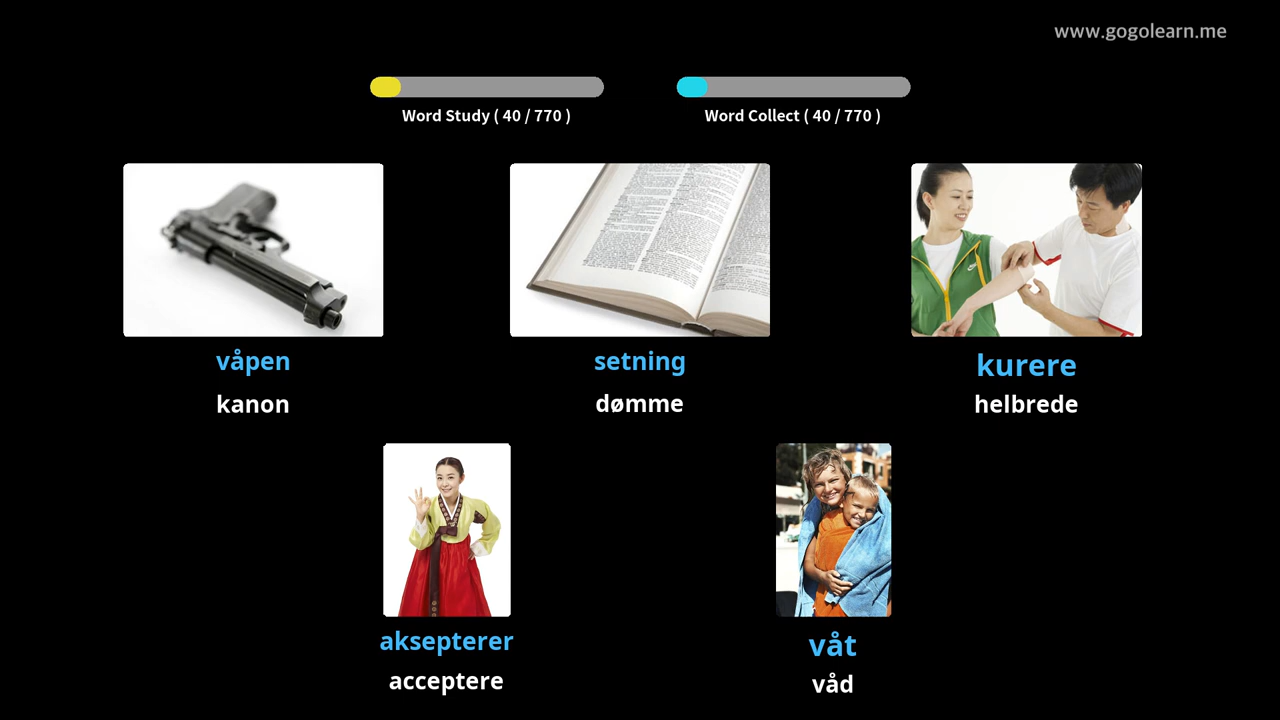 www.gogolearn.me
Word Study ( 40 / 770 )
Word Collect ( 40 / 770 )
våpen
kanon
setning
dømme
kurere
helbrede
aksepterer
acceptere
våt
våd